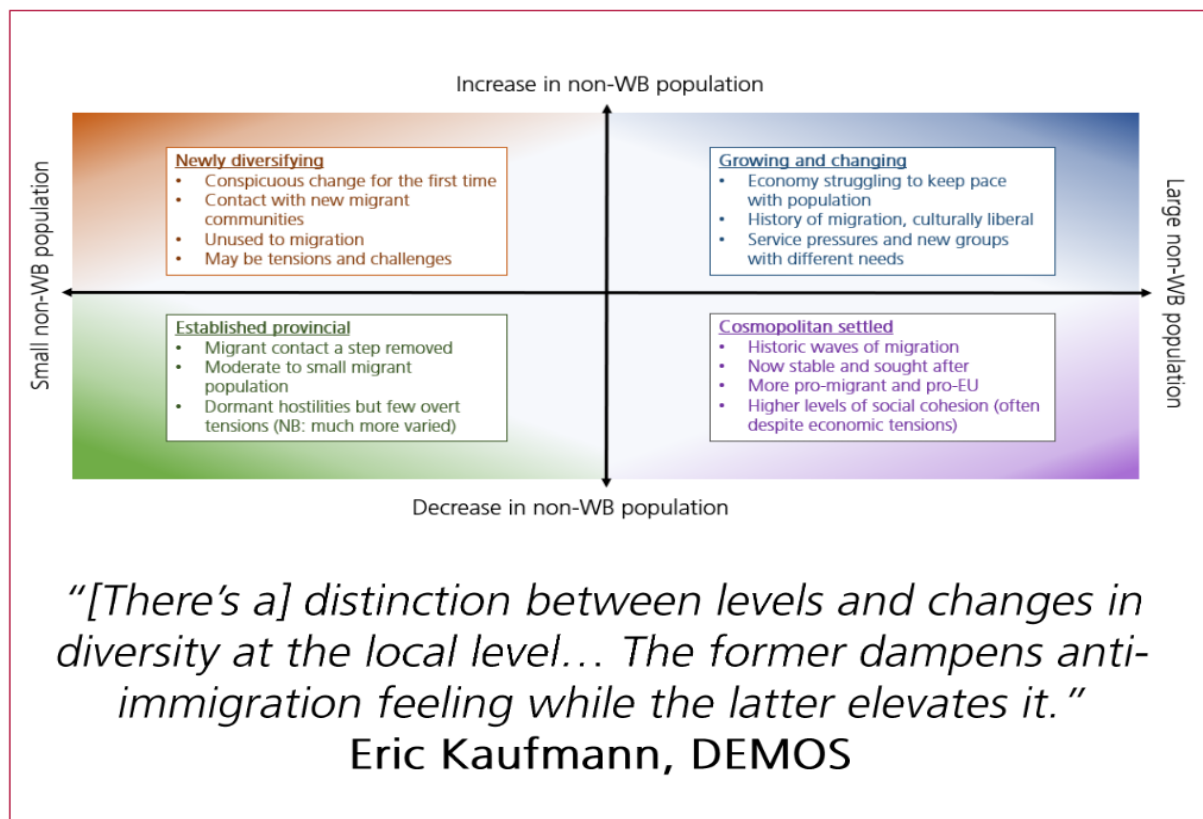 Increase in non-WB population
Small non-WB population
Newly diversifying
• Conspicuous change for the first time
• Contact with new migrant
communities
• Unused to migration
• May be tensions and challenges
Growing and changing
• Economy struggling to keep pace
with population
• History of migration, culturally liberal
• Service pressures and new groups
with different needs
Large non-WB population
Established provincial
• Migrant contact a step removed
• Moderate to small migrant
population
• Dormant hostilities but few overt
tensions (NB: much more varied)
Cosmopolitan settled
• Historic waves of migration
• Now stable and sought after
• More pro-migrant and pro-EU
• Higher levels of social cohesion (often
despite economic tensions)
Decrease in non-WB population
“[There’s a] distinction between levels and changes in
diversity at the local level… The former dampens anti-
immigration feeling while the latter elevates it.”
Eric Kaufmann, DEMOS